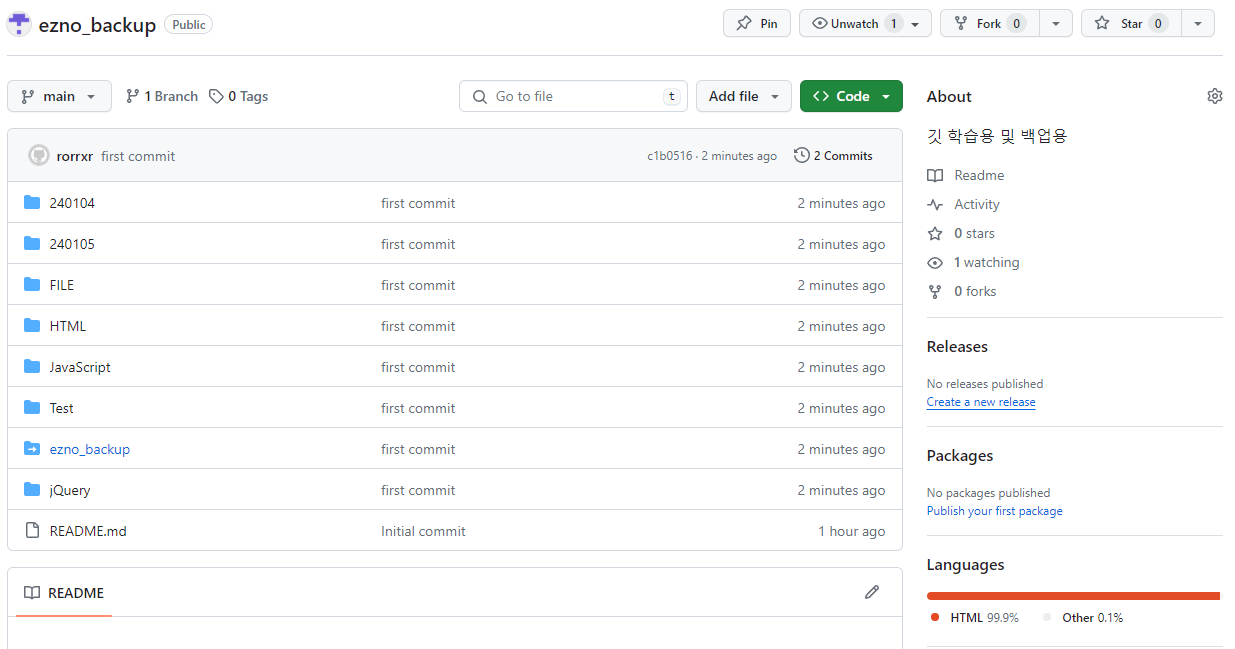 ezno_backup Public Pin Unwatch 1 Fork 0 Star 0
main 1 Branch 0 Tags Go to file t Add file Code
rorrxr first commit c1b0516 · 2 minutes ago 2 Commits
240104 first commit 2 minutes ago
240105 first commit 2 minutes ago
FILE first commit 2 minutes ago
HTML first commit 2 minutes ago
JavaScript first commit 2 minutes ago
Test first commit 2 minutes ago
ezno_backup first commit 2 minutes ago
jQuery first commit 2 minutes ago
README.md Initial commit 1 hour ago
README
About
깃 학습용 및 백업용
Readme
Activity
0 stars
1 watching
0 forks
Releases
No releases published
Create a new release
Packages
No packages published
Publish your first package
Languages
HTML 99.9% Other 0.1%